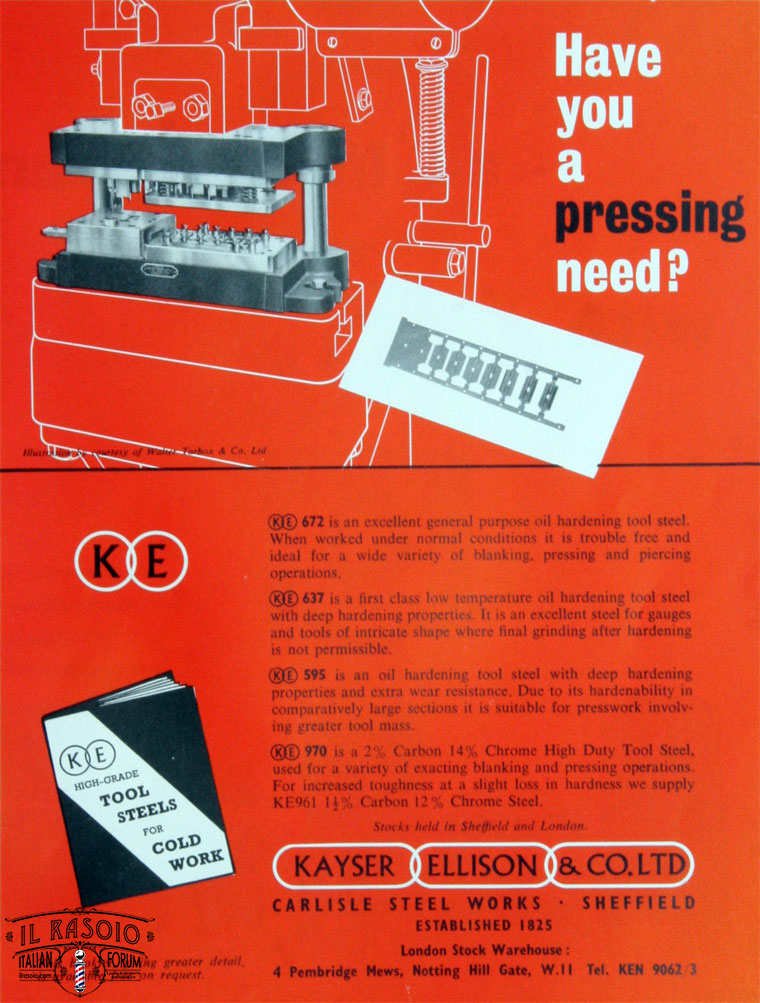 Have
you
a
pressing
need?
Illustration by courtesy of Walter Tarbox & Co. Ltd
KE
KE 672 is an excellent general purpose oil hardening tool steel.
When worked under normal conditions it is trouble free and
ideal for a wide variety of blanking, pressing and piercing
operations.
KE 637 is a first class low temperature oil hardening tool steel
with deep hardening properties. It is an excellent steel for gauges
and tools of intricate shape where final grinding after hardening
is not permissible.
KE 595 is an oil hardening tool steel with deep hardening
properties and extra wear resistance. Due to its hardenability in
comparatively large sections it is suitable for presswork involv-
ing greater tool mass.
KE 970 is a 2% Carbon 14% Chrome High Duty Tool Steel,
used for a variety of exacting blanking and pressing operations.
For increased toughness at a slight loss in hardness we supply
KE961 1½% Carbon 12% Chrome Steel.
Stocks held in Sheffield and London.
KE
HIGH-GRADE
TOOL
STEELS
FOR
COLD
WORK
KAYSER ELLISON & CO. LTD
CARLISLE STEEL WORKS · SHEFFIELD
ESTABLISHED 1825
London Stock Warehouse :
4 Pembridge Mews, Notting Hill Gate, W.11 Tel. KEN 9062/3
greater detail,
on request.
IL RASOIO
ITALIAN FORUM
ilrasoio.com